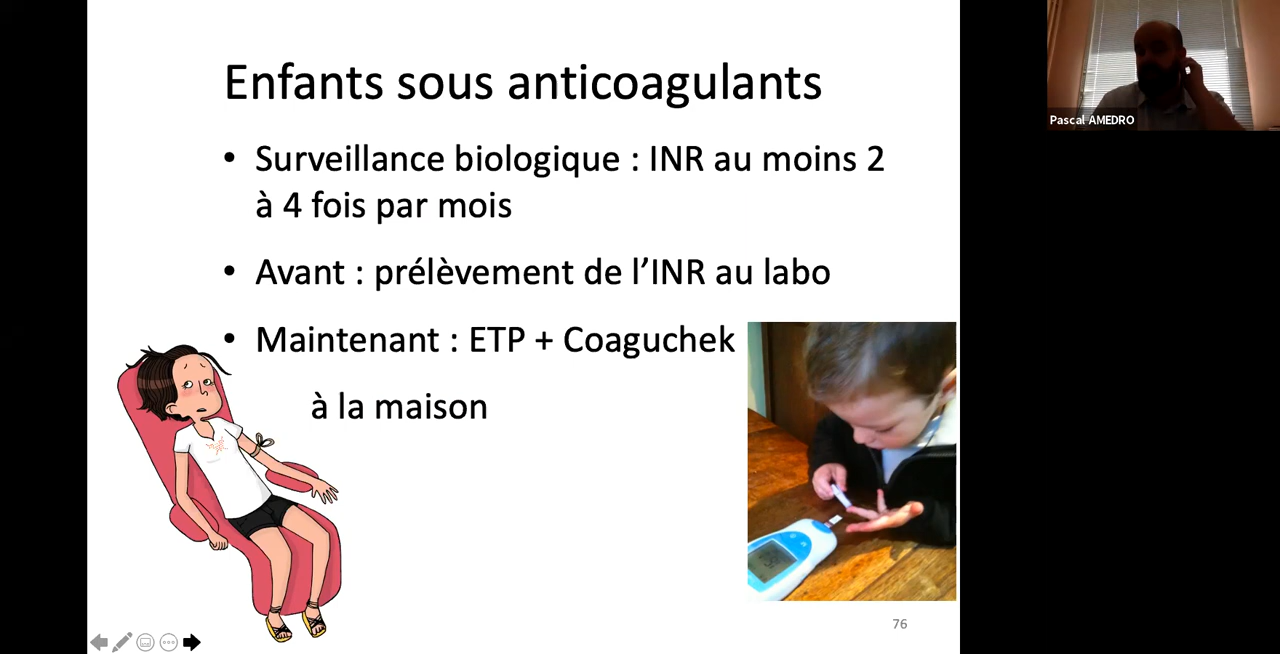 Enfants sous anticoagulants
• Surveillance biologique : INR au moins 2
à 4 fois par mois
• Avant : prélèvement de l’INR au labo
• Maintenant : ETP + Coaguchek
à la maison
76
Pascal AMEDRO